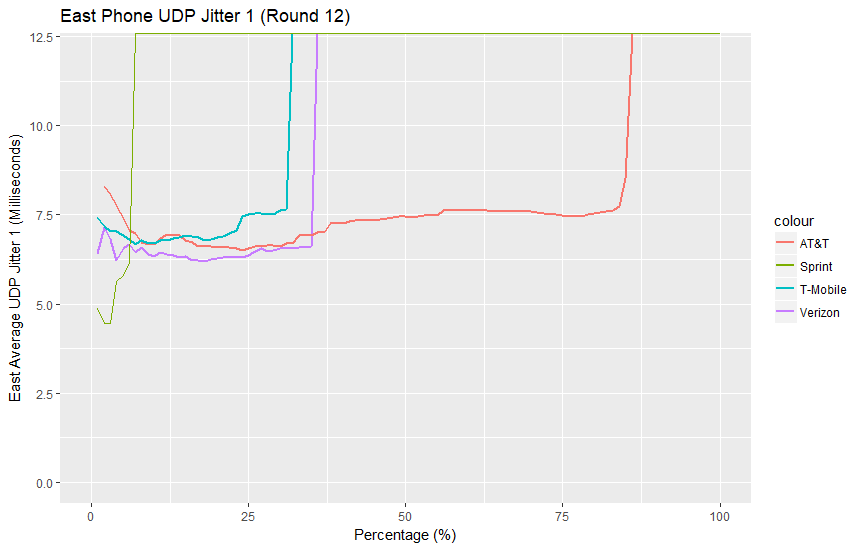 East Phone UDP Jitter 1 (Round 12)
East Average UDP Jitter 1 (Milliseconds)
12.5
10.0
7.5
5.0
2.5
0.0
0
25
50
75
100
Percentage (%)
colour
AT&T
Sprint
T-Mobile
Verizon